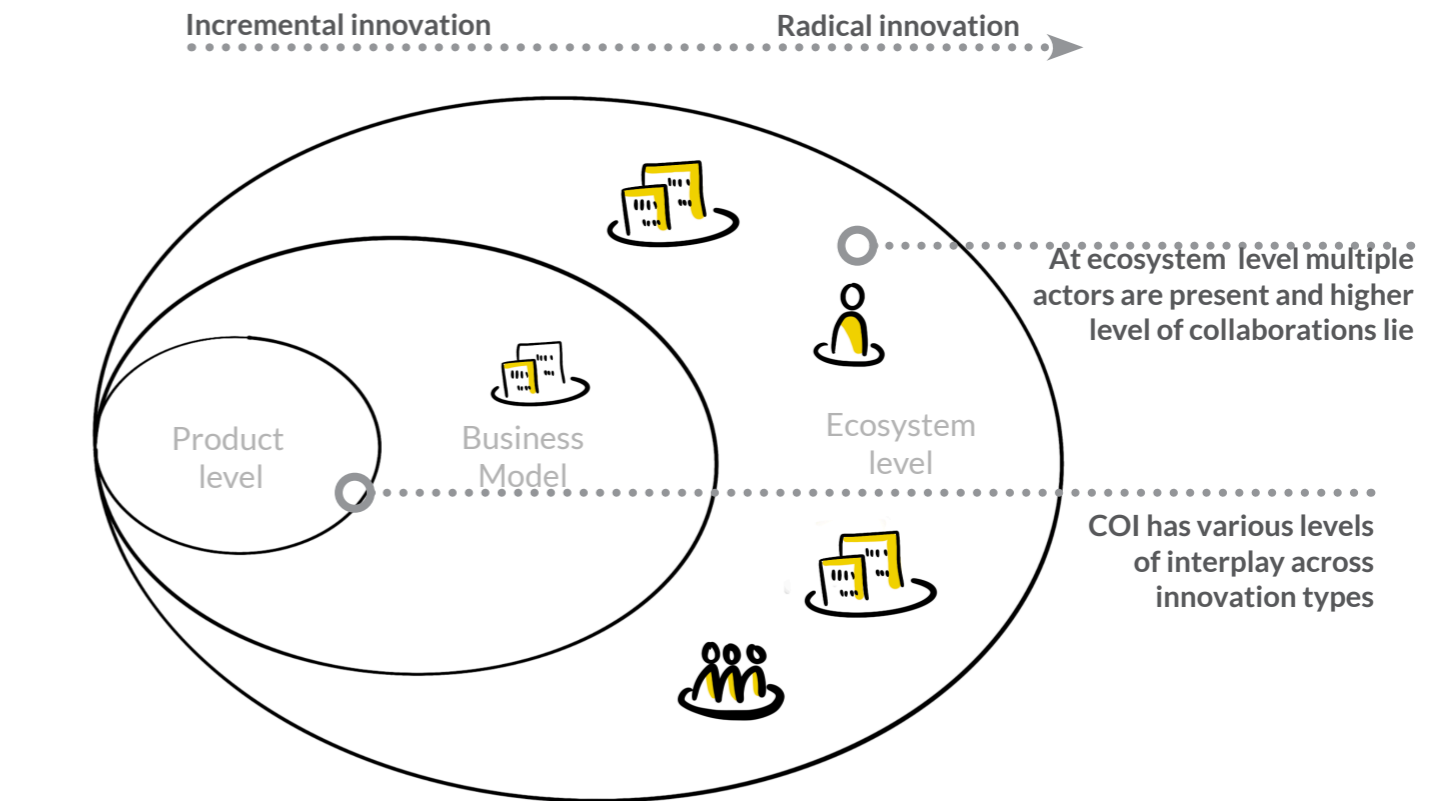 Incremental innovation
Radical innovation
At ecosystem level multiple
actors are present and higher
level of collaborations lie
Product
level
Business
Model
Ecosystem
level
COI has various levels
of interplay across
innovation types